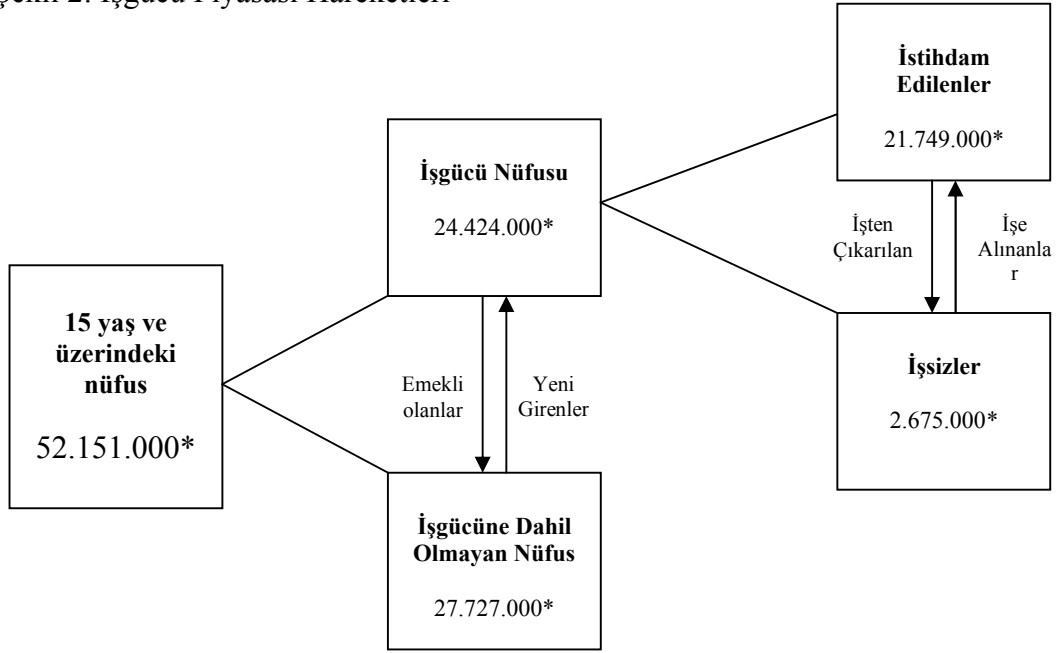 Şekil 2: İşgücü Piyasası Hareketleri
İstihdam
Edilenler
21.749.000*
İşgücü Nüfusu
24.424.000*
İşten
Çıkarılan
İşe
Alınanla
r
15 yaş ve
üzerindeki
nüfus
52.151.000*
Emekli
olanlar
Yeni
Girenler
İşsizler
2.675.000*
İşgücüne Dahil
Olmayan Nüfus
27.727.000*